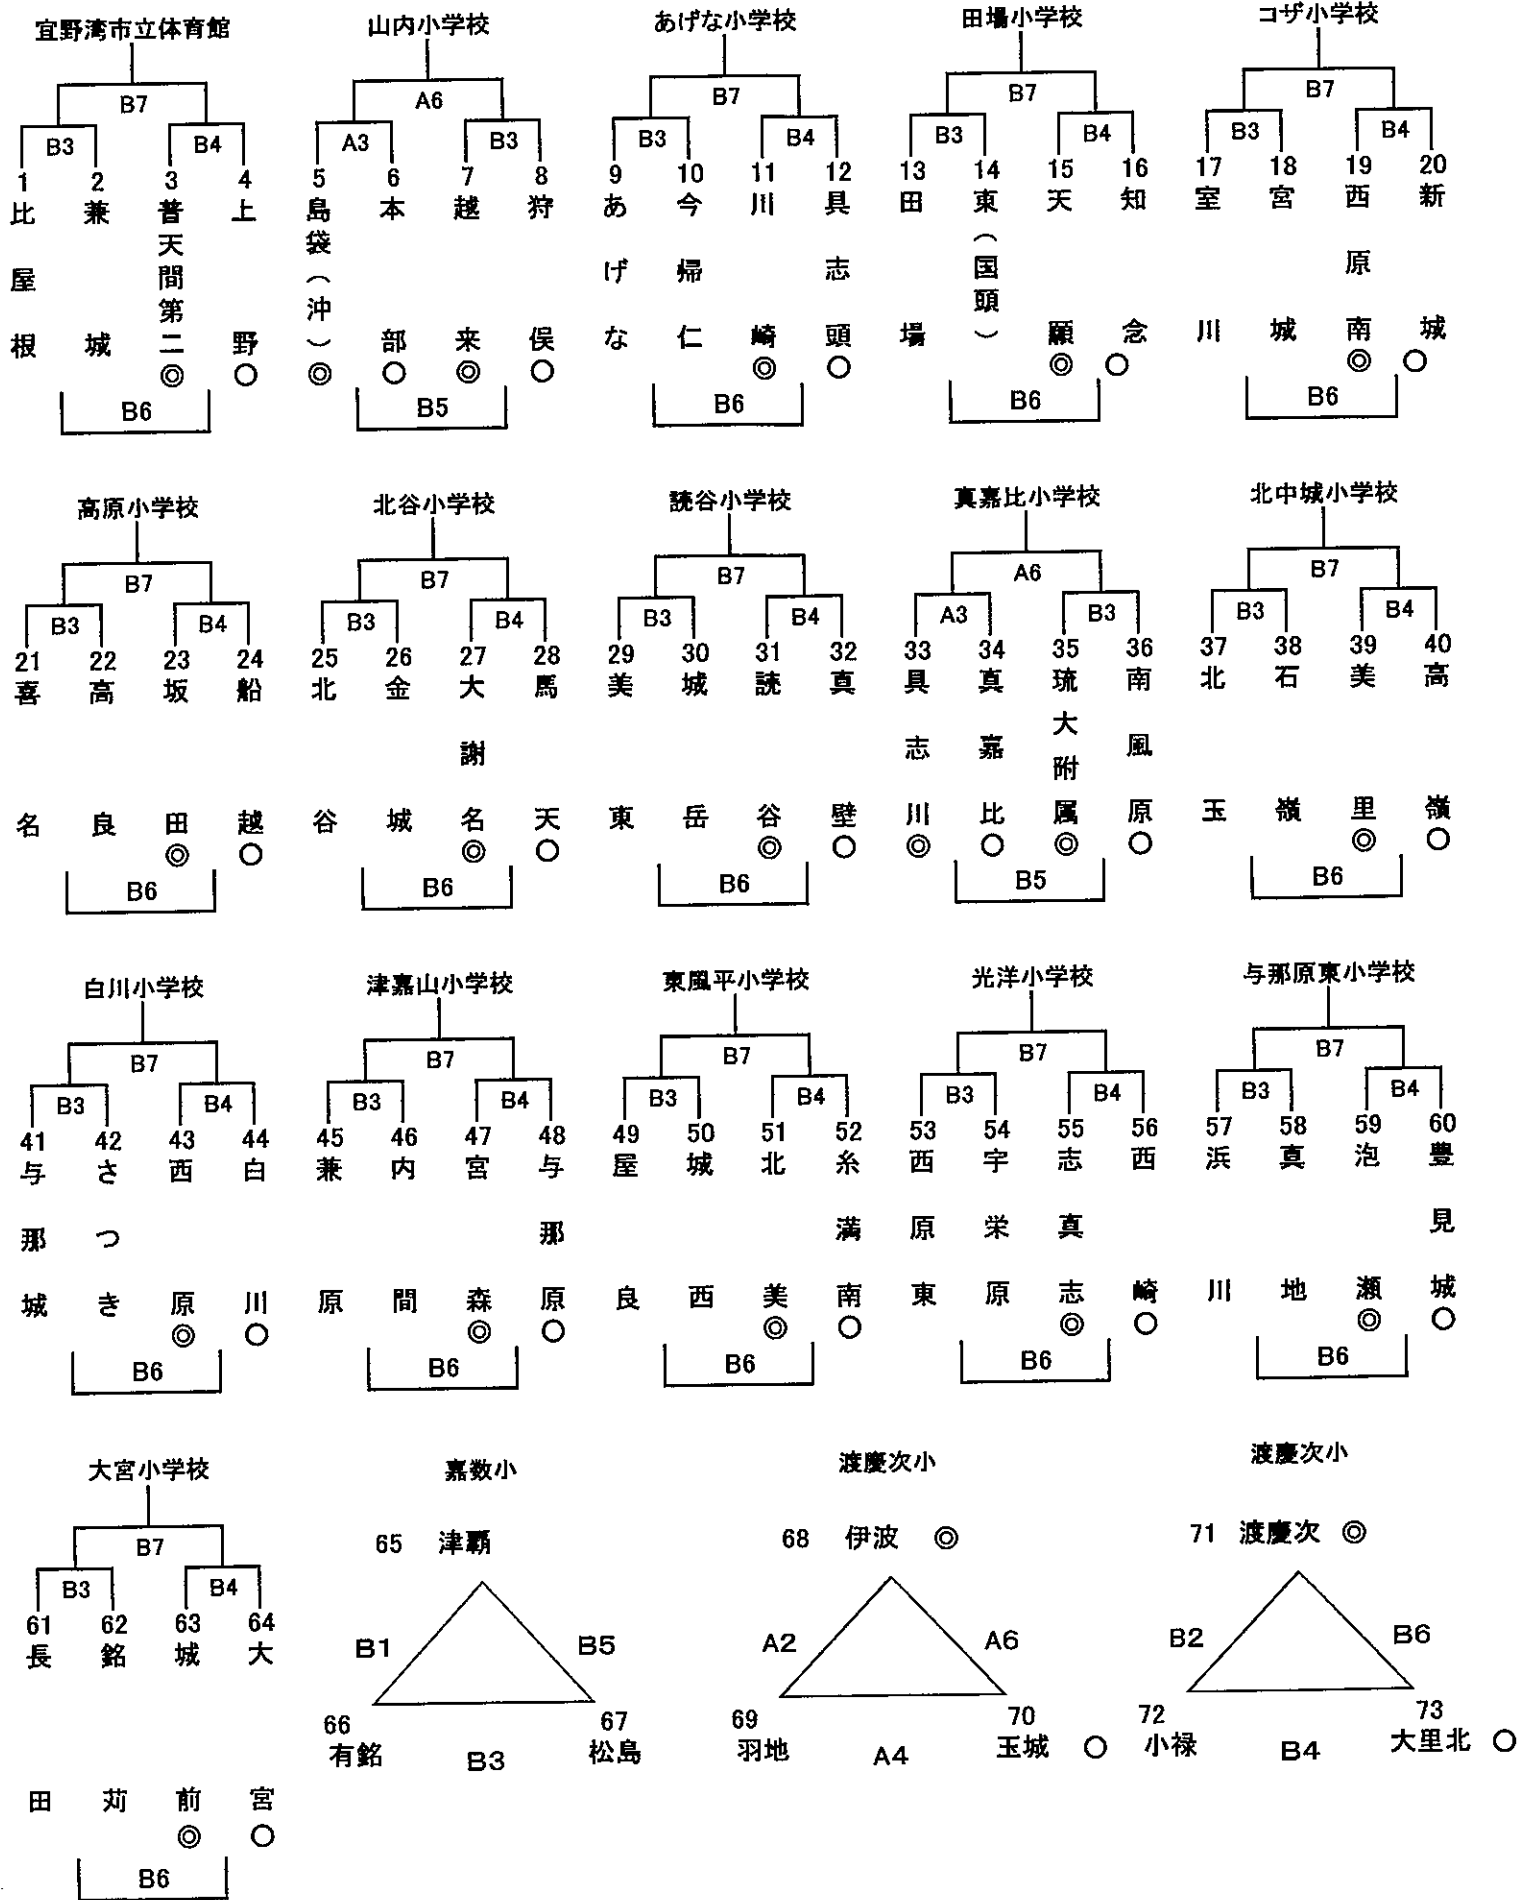 宜野湾市立体育館
B7
B3 B4
1 比屋根
2 兼城
3 普天間第二 ◎
4 上野 ○
B6
山内小学校
A6
A3 B3
5 島袋(沖) ◎
6 本部 ○
7 越来 ◎
8 狩俣 ○
B5
あげな小学校
B7
B3 B4
9 あげな
10 今帰仁
11 川崎 ◎
12 具志頭 ○
B6
田場小学校
B7
B3 B4
13 田場
14 東(国頭)
15 天願 ◎
16 知念 ○
B6
コザ小学校
B7
B3 B4
17 室川
18 宮城
19 西原南 ◎
20 新城 ○
B6
高原小学校
B7
B3 B4
21 喜名
22 高良
23 坂田 ◎
24 船越 ○
B6
北谷小学校
B7
B3 B4
25 北谷
26 金城
27 大謝名 ◎
28 馬天 ○
B6
読谷小学校
B7
B3 B4
29 美東
30 城岳
31 読谷 ◎
32 真壁 ○
B6
真嘉比小学校
A6
A3 B3
33 具志川 ◎
34 真嘉比 ○
35 琉大附属 ◎
36 南風原 ○
B5
北中城小学校
B7
B3 B4
37 北玉
38 石嶺
39 美里 ◎
40 高嶺 ○
B6
白川小学校
B7
B3 B4
41 与那城
42 さつき
43 西原 ◎
44 白川 ○
B6
津嘉山小学校
B7
B3 B4
45 兼原
46 内間
47 宮森 ◎
48 与那原 ○
B6
東風平小学校
B7
B3 B4
49 屋良
50 城西
51 北美 ◎
52 糸満南 ○
B6
光洋小学校
B7
B3 B4
53 西原東
54 宇栄原
55 志真志 ◎
56 西崎 ○
B6
与那原東小学校
B7
B3 B4
57 浜川
58 真地
59 泡瀬 ◎
60 豊見城 ○
B6
大宮小学校
B7
B3 B4
61 長田
62 銘苅
63 城前 ◎
64 大宮 ○
B6
嘉数小
65 津覇
B1 B5
66 有銘
B3
67 松島
渡慶次小
68 伊波 ◎
A2 A6
69 羽地
A4
70 玉城 ○
渡慶次小
71 渡慶次 ◎
B2 B6
72 小禄
B4
73 大里北 ○